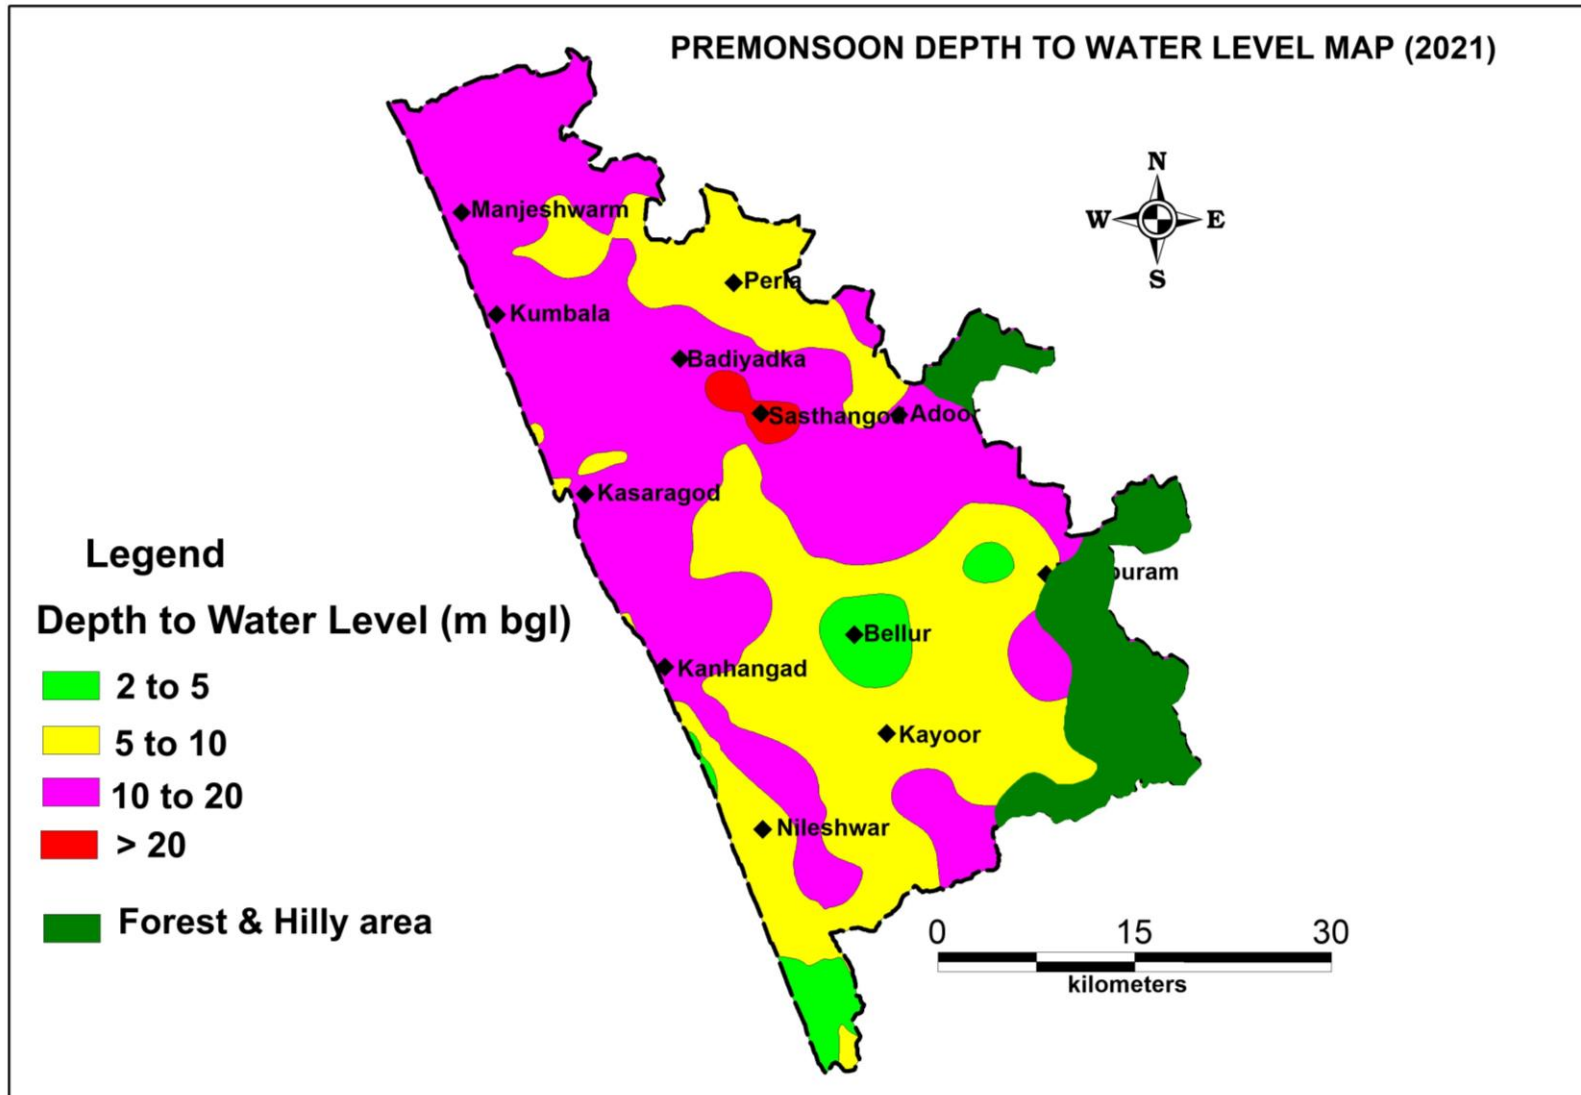 PREMONSOON DEPTH TO WATER LEVEL MAP (2021)
N
W E
S
Manjeshwarm
Perla
Kumbala
Badiyadka
Adoor
Kasaragod
Legend
Depth to Water Level (m bgl)
2 to 5
5 to 10
10 to 20
> 20
Forest & Hilly area
Bellur
Kanhangad
Kayoor
Nileshwar
0 15 30
kilometers